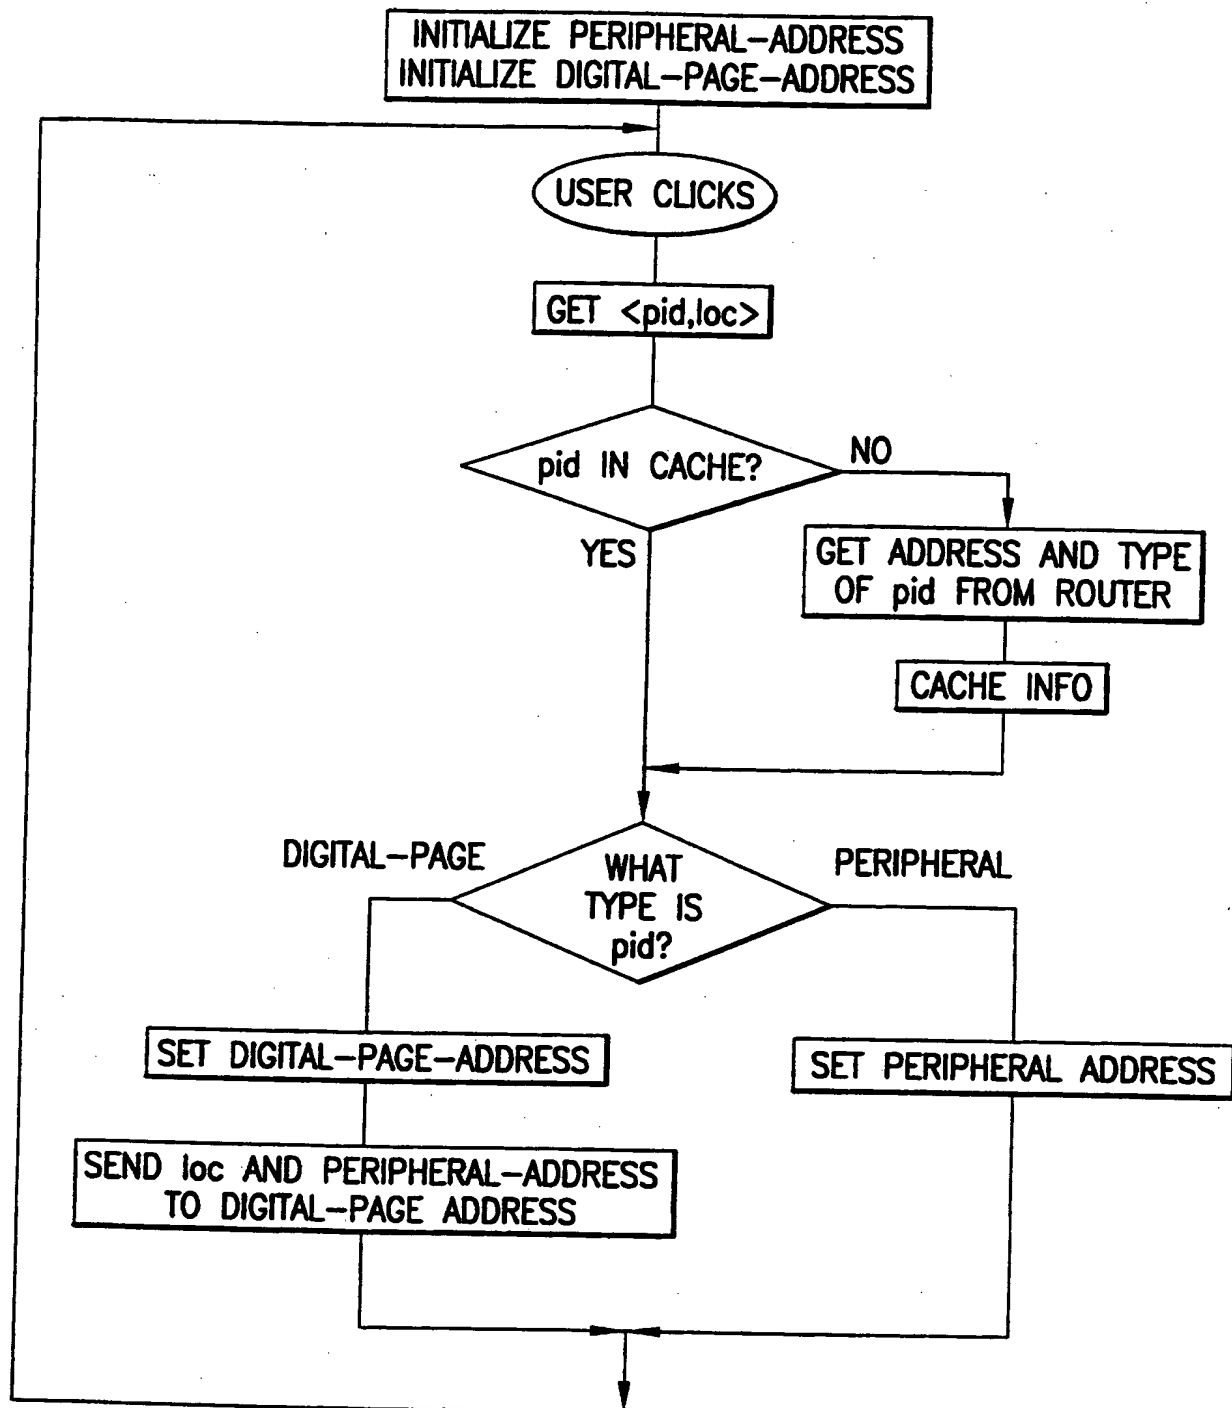 INITIALIZE PERIPHERAL-ADDRESS
INITIALIZE DIGITAL-PAGE-ADDRESS
USER CLICKS
GET <pid,loc>
pid IN CACHE?
NO
YES
GET ADDRESS AND TYPE
OF pid FROM ROUTER
CACHE INFO
DIGITAL-PAGE
WHAT
TYPE IS
pid?
PERIPHERAL
SET DIGITAL-PAGE-ADDRESS
SET PERIPHERAL ADDRESS
SEND loc AND PERIPHERAL-ADDRESS
TO DIGITAL-PAGE ADDRESS